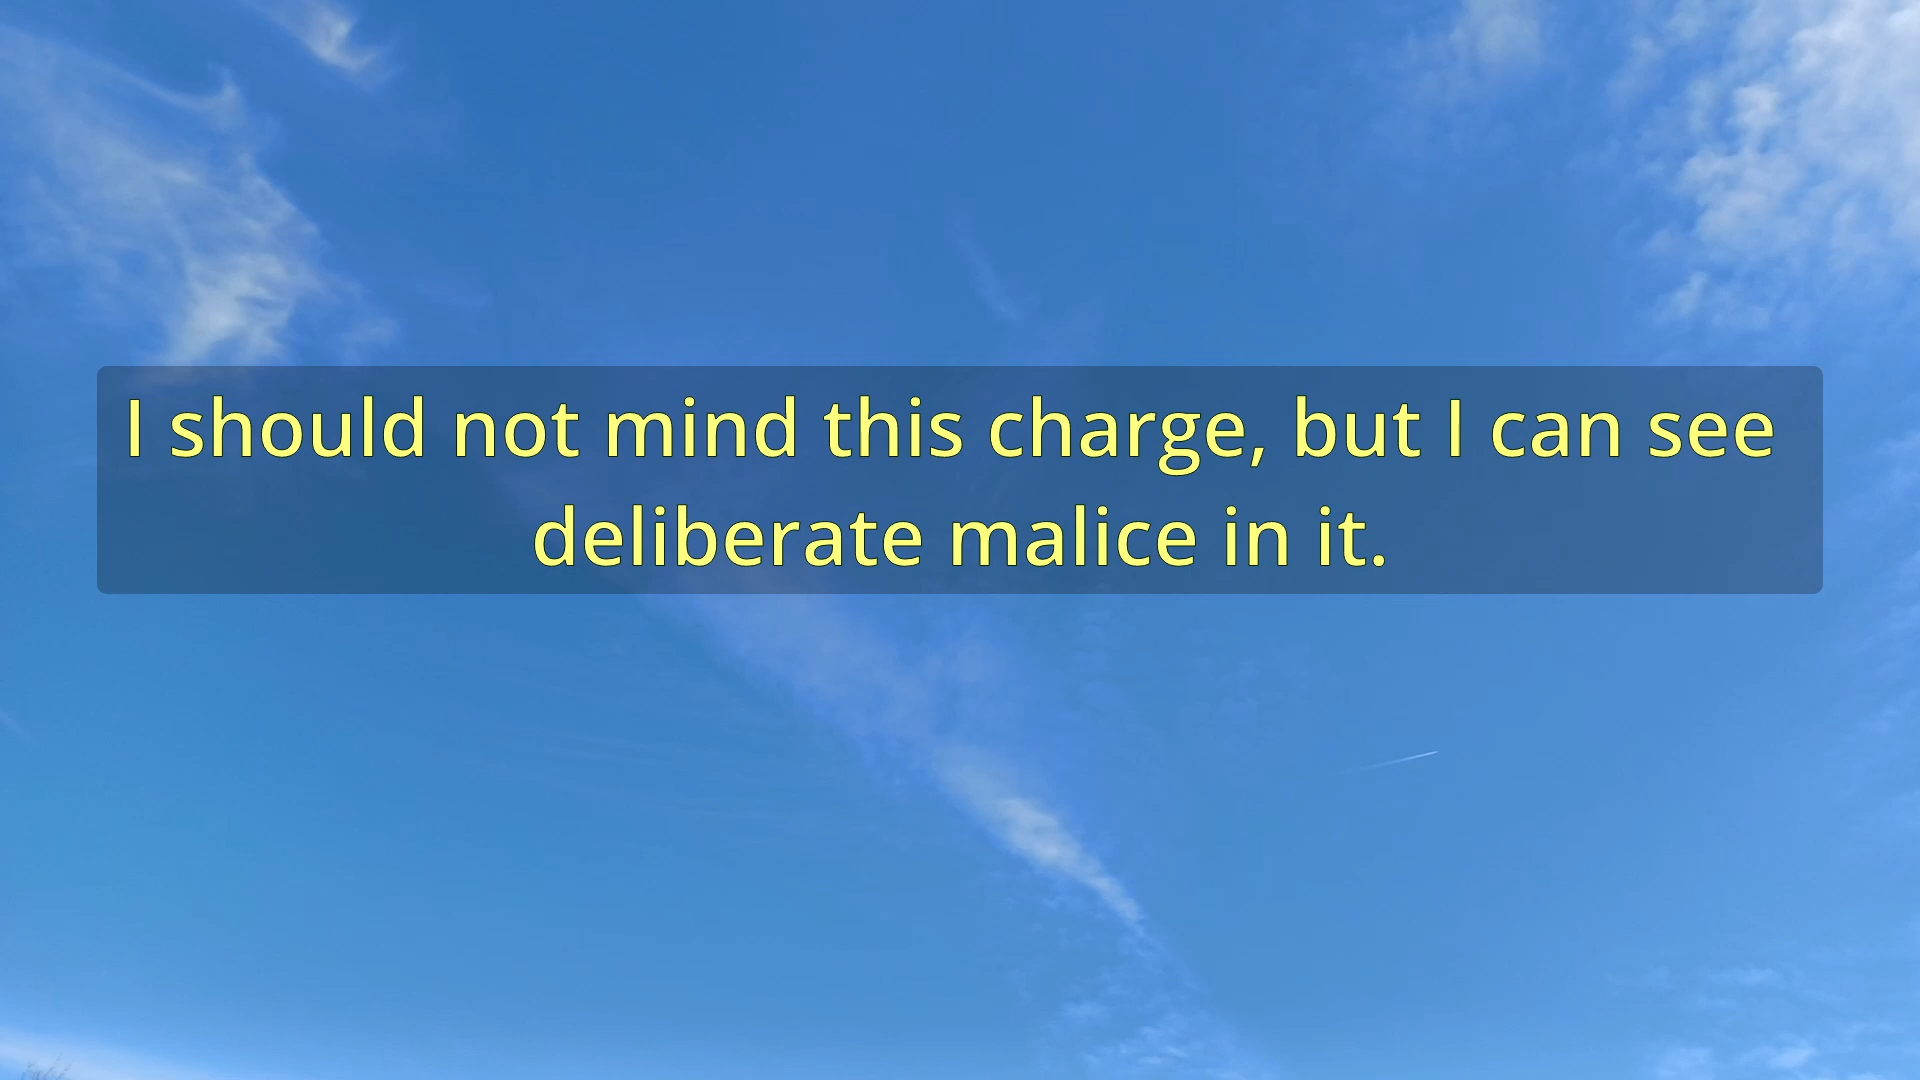 I should not mind this charge, but I can see
deliberate malice in it.